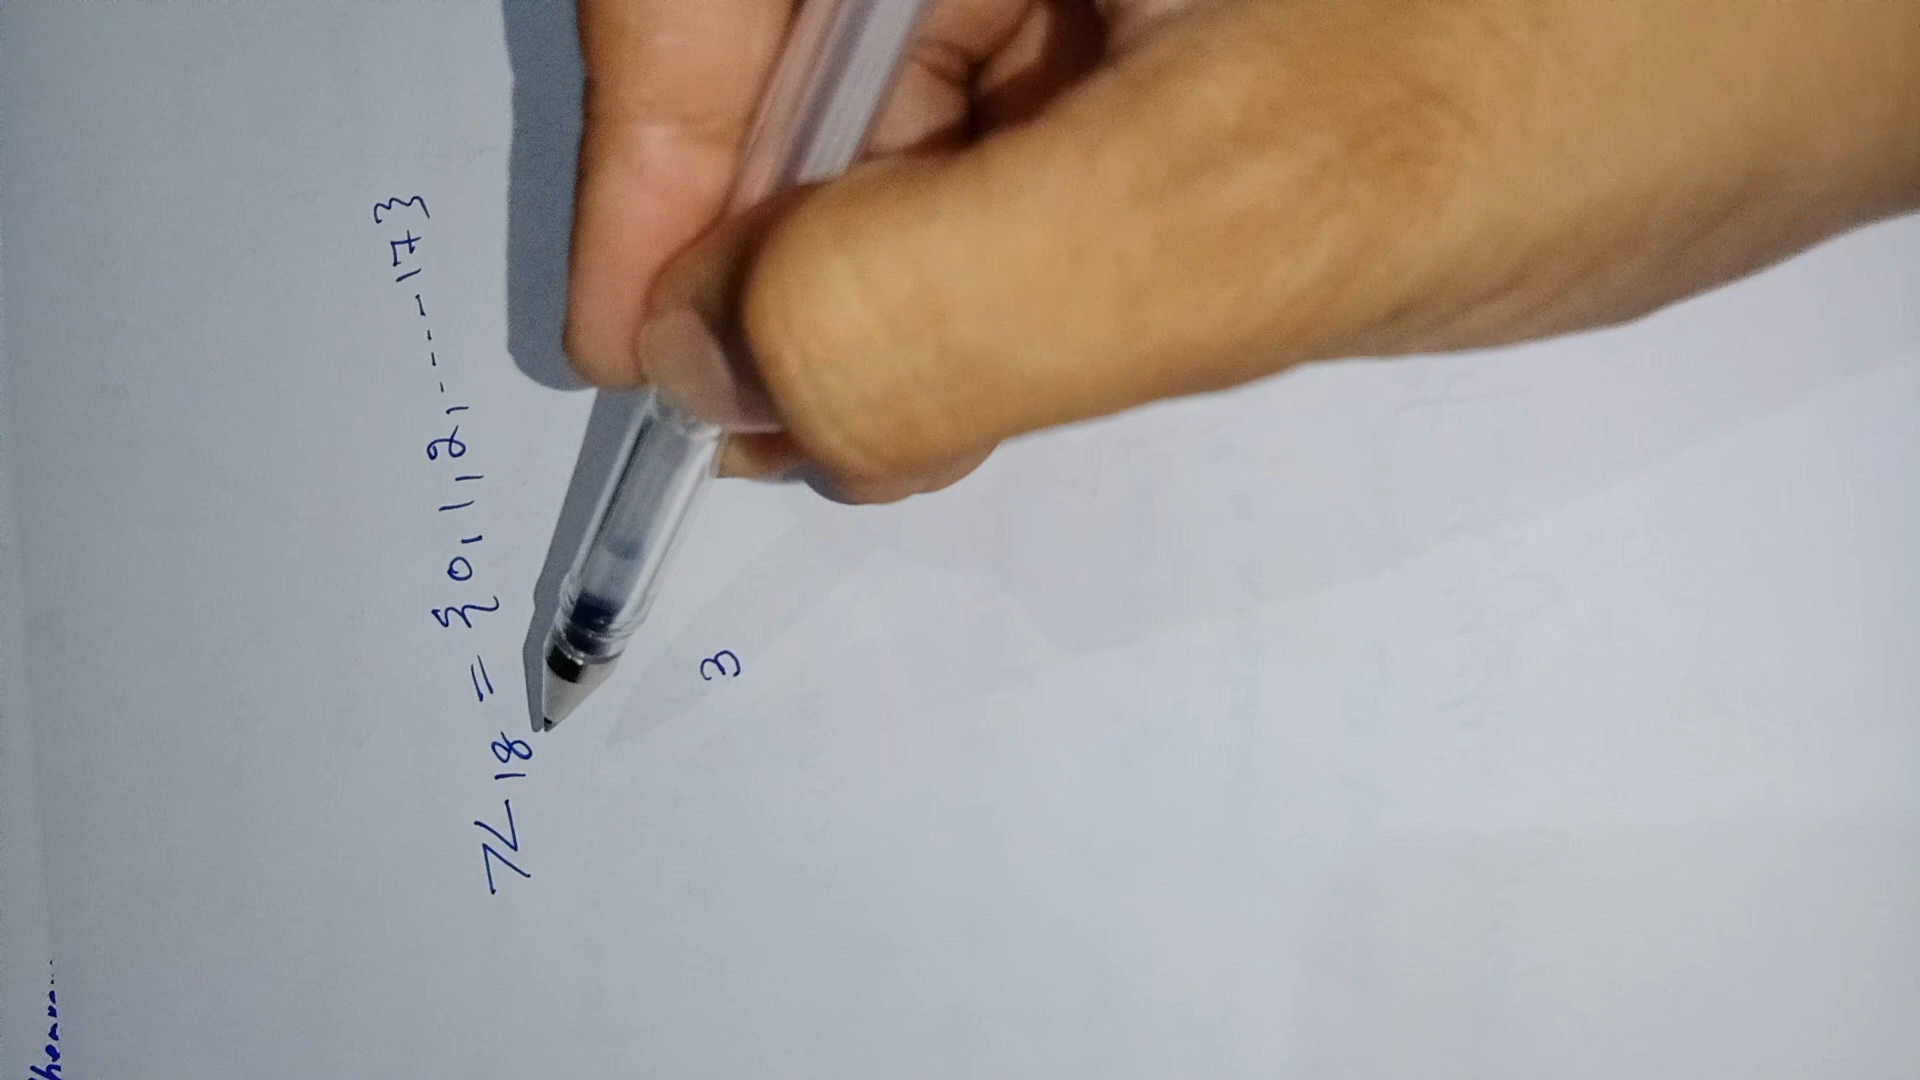 ℤ18 = {0,1,2,-----17}
3